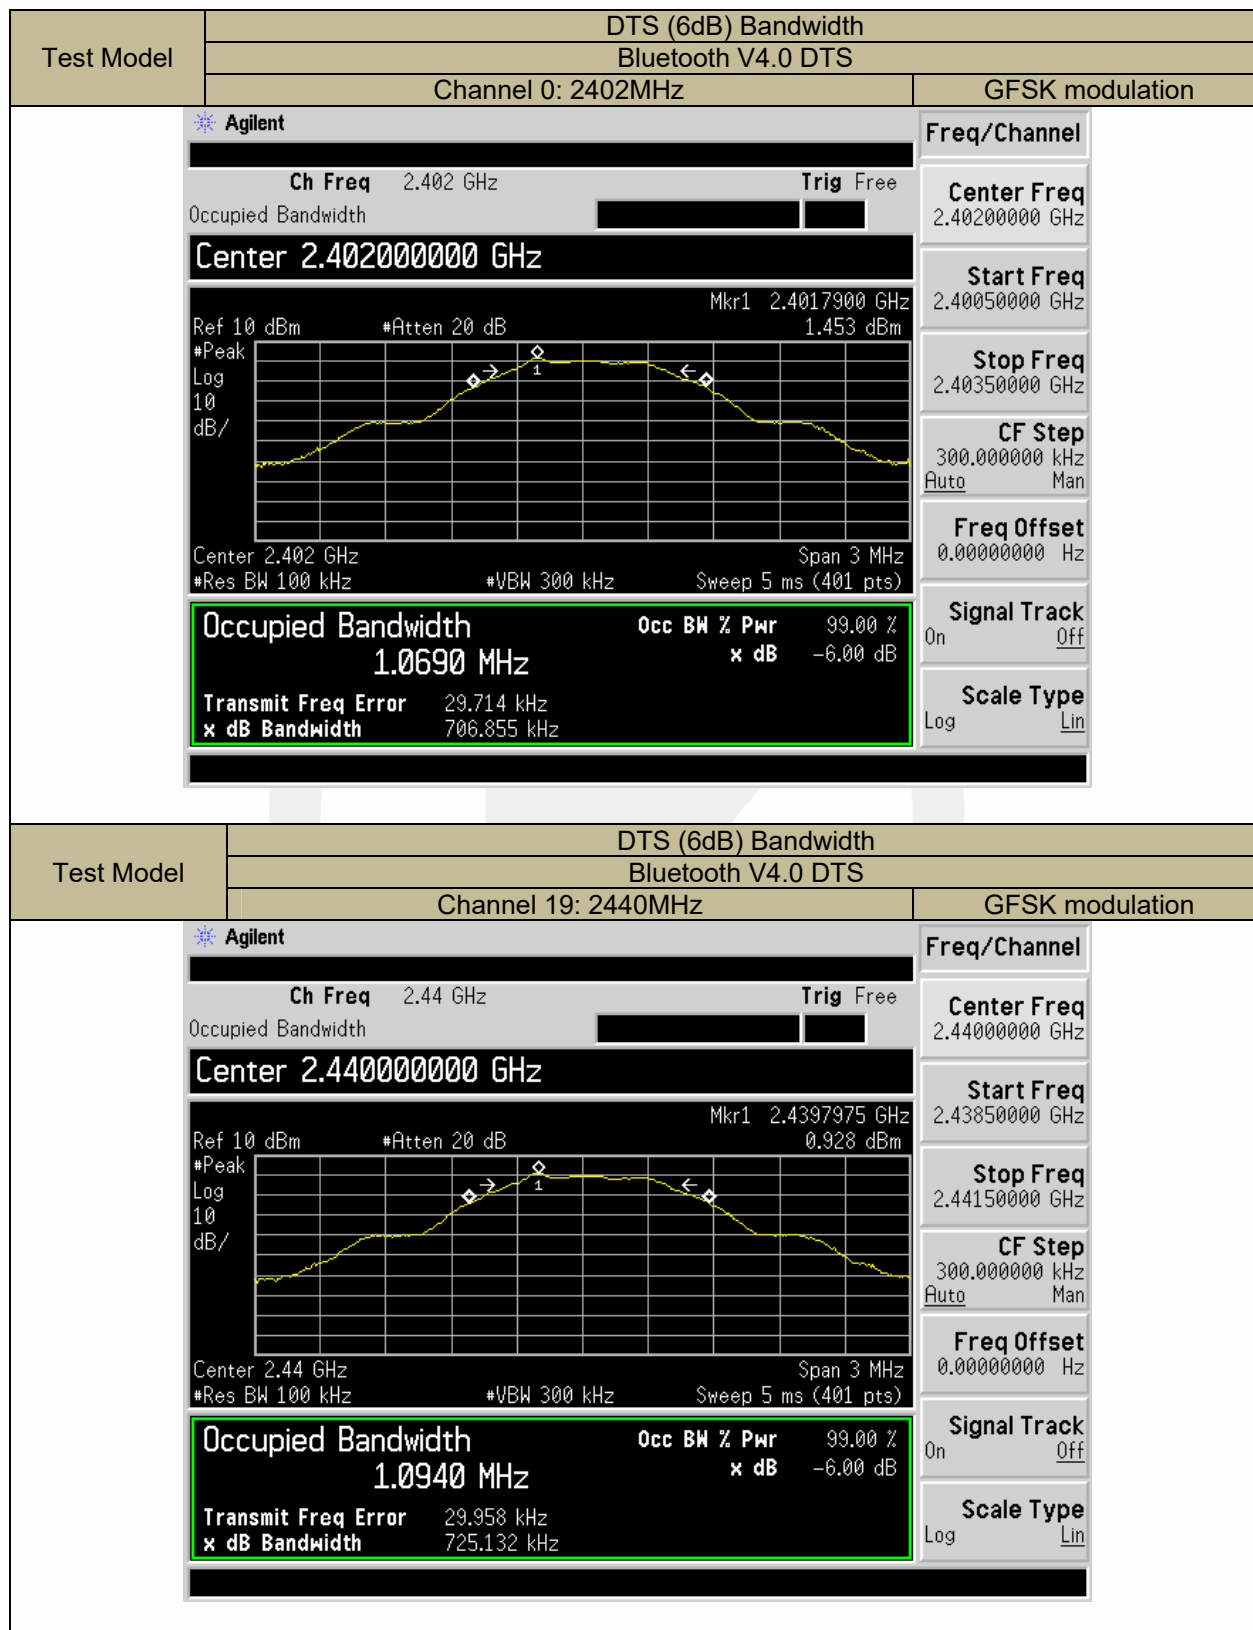 DTS (6dB) Bandwidth
Test Model
Bluetooth V4.0 DTS
Channel 0: 2402MHz GFSK modulation
Agilent
Freq/Channel
Ch Freq 2.402 GHz Trig Free
Occupied Bandwidth
Center Freq
2.40200000 GHz
Center 2.402000000 GHz
Start Freq
2.40050000 GHz
Mkr1 2.4017900 GHz
Ref 10 dBm #Atten 20 dB 1.453 dBm
#Peak
Log
10
dB/
1
Stop Freq
2.40350000 GHz
CF Step
300.000000 kHz
Auto Man
Freq Offset
0.00000000 Hz
Center 2.402 GHz Span 3 MHz
#Res BW 100 kHz #VBW 300 kHz Sweep 5 ms (401 pts)
Occupied Bandwidth Occ BW % Pwr 99.00 %
1.0690 MHz x dB -6.00 dB
Signal Track
On Off
Transmit Freq Error 29.714 kHz
x dB Bandwidth 706.855 kHz
Scale Type
Log Lin
DTS (6dB) Bandwidth
Test Model
Bluetooth V4.0 DTS
Channel 19: 2440MHz GFSK modulation
Agilent
Freq/Channel
Ch Freq 2.44 GHz Trig Free
Occupied Bandwidth
Center Freq
2.44000000 GHz
Center 2.440000000 GHz
Start Freq
2.43850000 GHz
Mkr1 2.4397975 GHz
Ref 10 dBm #Atten 20 dB 0.928 dBm
#Peak
Log
10
dB/
1
Stop Freq
2.44150000 GHz
CF Step
300.000000 kHz
Auto Man
Freq Offset
0.00000000 Hz
Center 2.44 GHz Span 3 MHz
#Res BW 100 kHz #VBW 300 kHz Sweep 5 ms (401 pts)
Occupied Bandwidth Occ BW % Pwr 99.00 %
1.0940 MHz x dB -6.00 dB
Signal Track
On Off
Transmit Freq Error 29.958 kHz
x dB Bandwidth 725.132 kHz
Scale Type
Log Lin